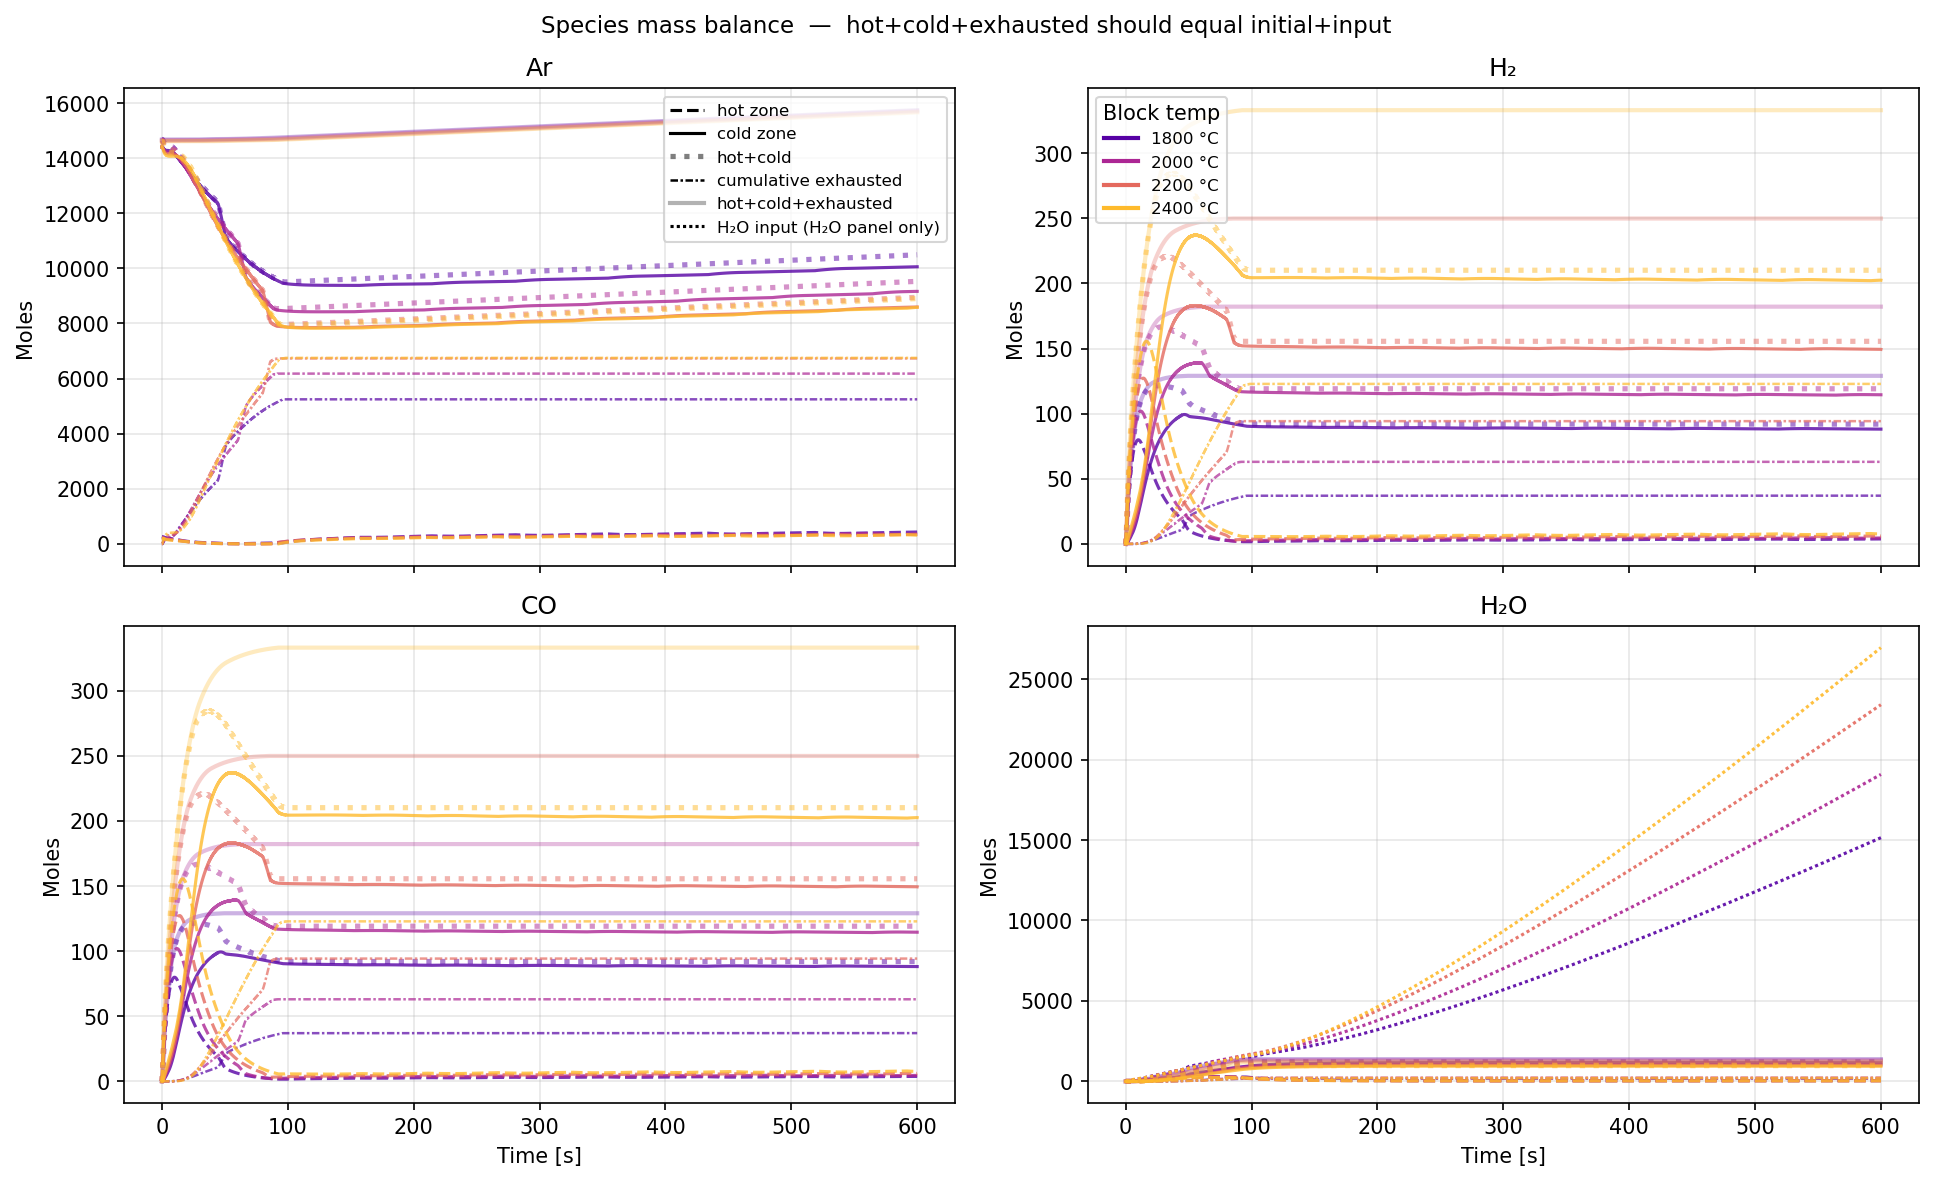 Species mass balance — hot+cold+exhausted should equal initial+input
Ar
Moles
16000
14000
12000
10000
8000
6000
4000
2000
0
hot zone
cold zone
hot+cold
cumulative exhausted
hot+cold+exhausted
H₂O input (H₂O panel only)
H₂
Moles
300
250
200
150
100
50
0
Block temp
1800 °C
2000 °C
2200 °C
2400 °C
CO
Moles
300
250
200
150
100
50
0
0 100 200 300 400 500 600
Time [s]
H₂O
Moles
25000
20000
15000
10000
5000
0
0 100 200 300 400 500 600
Time [s]